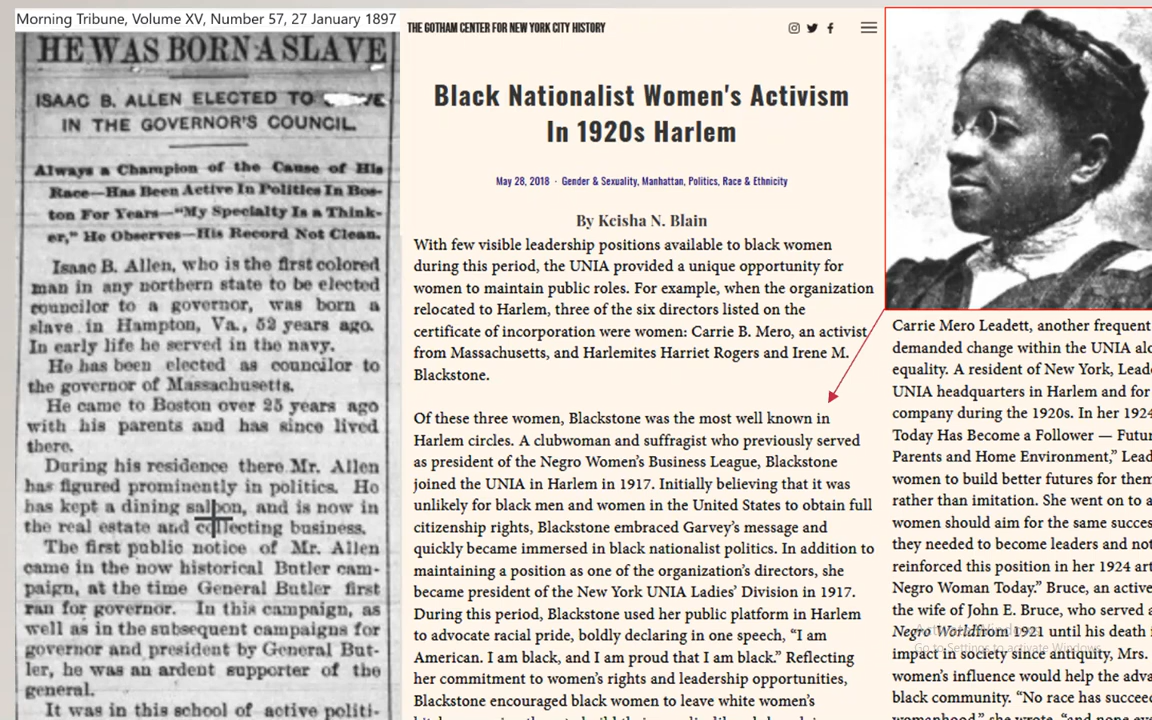 Morning Tribune, Volume XV, Number 57, 27 January 1897
HE WAS BORN A SLAVE
ISAAC B. ALLEN ELECTED TO
IN THE GOVERNOR'S COUNCIL.
Always a Champion of the Cause of His
Race—Has Been Active In Politics In Bos-
ton For Years—"My Specialty Is a Think-
er," He Observes—His Record Not Clean.
Isaac B. Allen, who is the first colored
man in any northern state to be elected
councilor to a governor, was born a
slave in Hampton, Va., 52 years ago.
In early life he served in the navy.
He has been elected as councilor to
the governor of Massachusetts.
He came to Boston over 25 years ago
with his parents and has since lived
there.
During his residence there Mr. Allen
has figured prominently in politics. He
has kept a dining saloon, and is now in
the real estate and collecting business.
The first public notice of Mr. Allen
came in the now historical Butler cam-
paign, at the time General Butler first
ran for governor. In this campaign, as
well as in the subsequent campaigns for
governor and president by General But-
ler, he was an ardent supporter of the
general.
It was in this school of active politi-
THE GOTHAM CENTER FOR NEW YORK CITY HISTORY
Black Nationalist Women's Activism
In 1920s Harlem
May 28, 2018 · Gender & Sexuality, Manhattan, Politics, Race & Ethnicity
By Keisha N. Blain
With few visible leadership positions available to black women
during this period, the UNIA provided a unique opportunity for
women to maintain public roles. For example, when the organization
relocated to Harlem, three of the six directors listed on the
certificate of incorporation were women: Carrie B. Mero, an activist
from Massachusetts, and Harlemites Harriet Rogers and Irene M.
Blackstone.
Of these three women, Blackstone was the most well known in
Harlem circles. A clubwoman and suffragist who previously served
as president of the Negro Women's Business League, Blackstone
joined the UNIA in Harlem in 1917. Initially believing that it was
unlikely for black men and women in the United States to obtain full
citizenship rights, Blackstone embraced Garvey's message and
quickly became immersed in black nationalist politics. In addition to
maintaining a position as one of the organization's directors, she
became president of the New York UNIA Ladies' Division in 1917.
During this period, Blackstone used her public platform in Harlem
to advocate racial pride, boldly declaring in one speech, "I am
American. I am black, and I am proud that I am black." Reflecting
her commitment to women's rights and leadership opportunities,
Blackstone encouraged black women to leave white women's
Carrie Mero Leadett, another frequent
demanded change within the UNIA alo
equality. A resident of New York, Lead
UNIA headquarters in Harlem and for
company during the 1920s. In her 1924
Today Has Become a Follower — Futur
Parents and Home Environment," Lead
women to build better futures for them
rather than imitation. She went on to a
women should aim for the same succes
they needed to become leaders and not
reinforced this position in her 1924 art
Negro Woman Today." Bruce, an active
the wife of John E. Bruce, who served a
Negro World from 1921 until his death i
impact in society since antiquity, Mrs.
women's influence would help the adva
black community. "No race has succee
womanhood," she wrote, "and none eve
Activate Windows
Go to Settings to activate Windows.